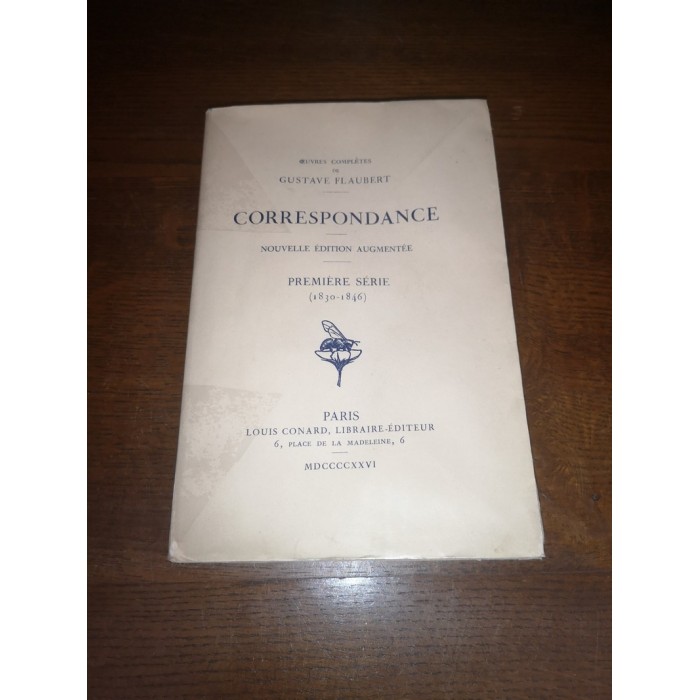 ŒUVRES COMPLÈTES
DE
GUSTAVE FLAUBERT
CORRESPONDANCE
NOUVELLE ÉDITION AUGMENTÉE
PREMIÈRE SÉRIE
(1830-1846)
PARIS
LOUIS CONARD, LIBRAIRE-ÉDITEUR
6, PLACE DE LA MADELEINE, 6
MDCCCCXXVI